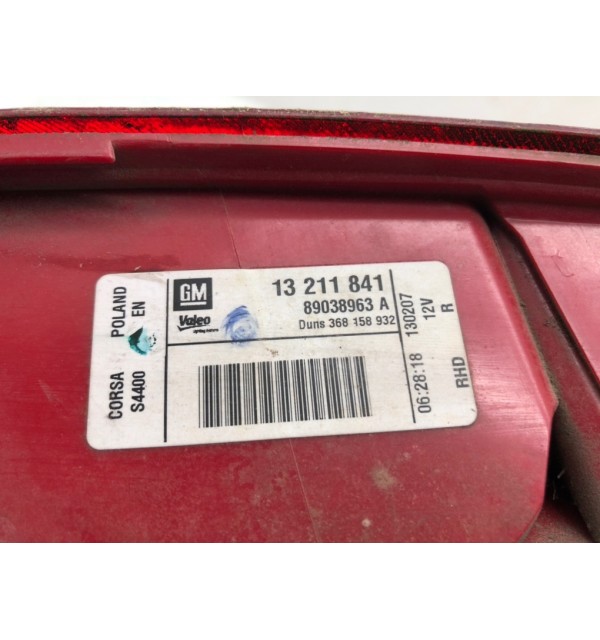 CORSA POLAND
S4400 EN
GM
Valeo
13 211 841
89038963 A
Duns 368 158 932
06:28:18 130207
12V
RHD R